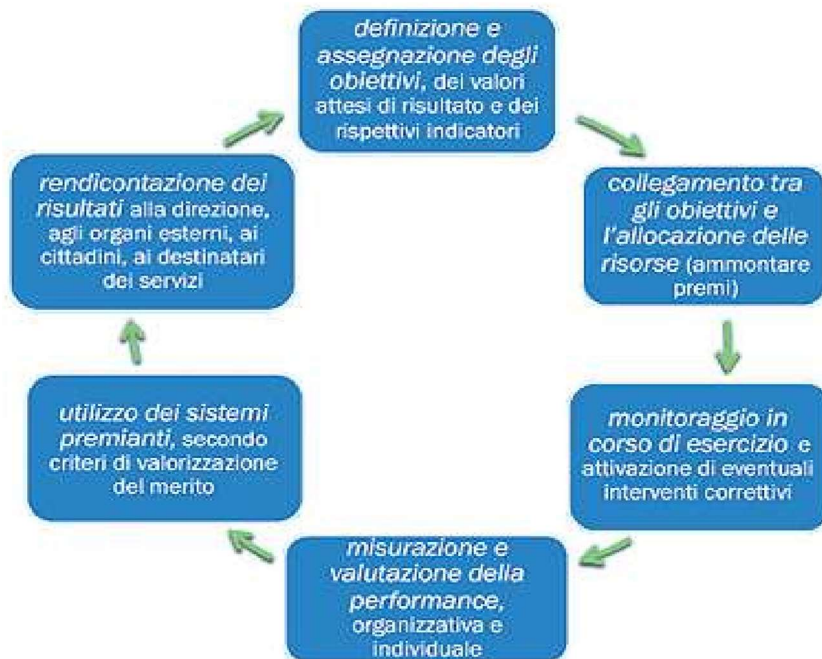 definizione e
assegnazione degli
obiettivi, dei valori
attesi di risultato e dei
rispettivi indicatori
collegamento tra
gli obiettivi e
l'allocazione delle
risorse (ammontare
premi)
monitoraggio in
corso di esercizio e
attivazione di eventuali
interventi correttivi
misurazione e
valutazione della
performance,
organizzativa e
individuale
utilizzo dei sistemi
premianti, secondo
criteri di valorizzazione
del merito
rendicontazione dei
risultati alla direzione,
agli organi esterni, ai
cittadini, ai destinatari
dei servizi